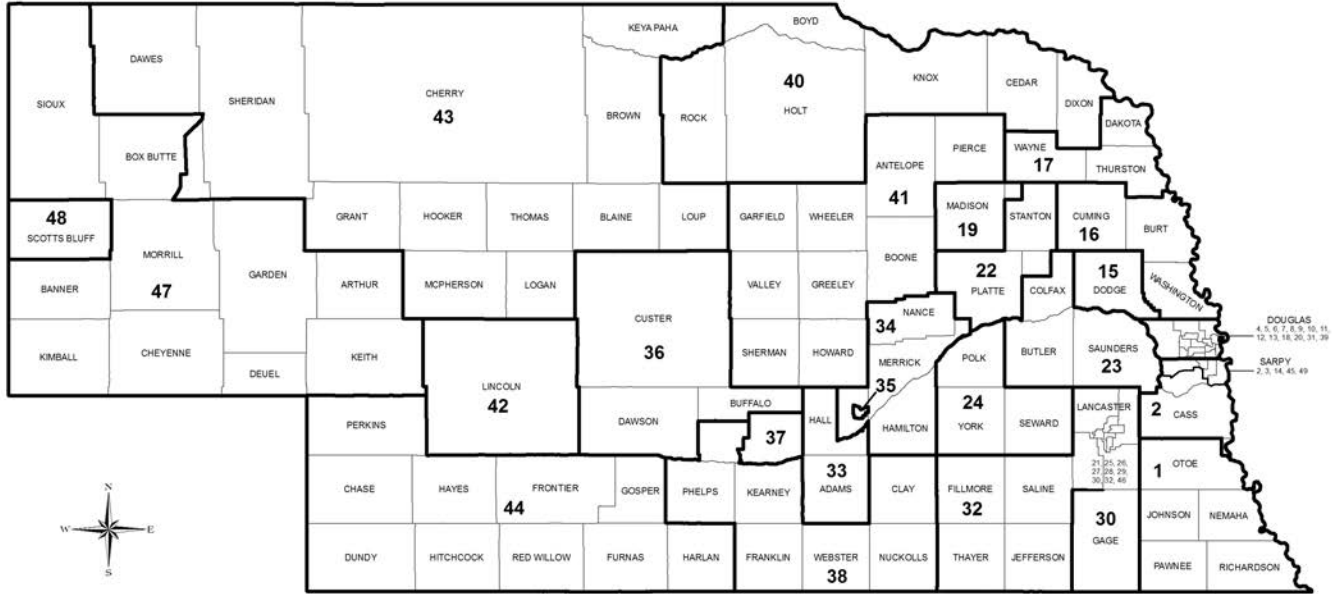 KEYA PAHA
BOYD
DAWES
SIOUX
SHERIDAN
CHERRY
43
BROWN
ROCK
40
HOLT
KNOX
CEDAR
DIXON
DAKOTA
BOX BUTTE
ANTELOPE
41
PIERCE
WAYNE
17
THURSTON
48
SCOTTS BLUFF
GRANT
HOOKER
THOMAS
BLAINE
LOUP
GARFIELD
WHEELER
MADISON
19
STANTON
CUMING
16
BURT
MORRILL
47
GARDEN
BANNER
ARTHUR
MCPHERSON
LOGAN
VALLEY
GREELEY
BOONE
22
PLATTE
COLFAX
15
DODGE
WASHINGTON
CUSTER
36
34
NANCE
DOUGLAS
4, 5, 6, 7, 8, 9, 10, 11,
12, 13, 18, 20, 31, 39
KIMBALL
CHEYENNE
DEUEL
KEITH
SHERMAN
HOWARD
MERRICK
35
POLK
BUTLER
SAUNDERS
23
SARPY
2, 3, 14, 45, 49
LINCOLN
42
DAWSON
BUFFALO
37
HALL
HAMILTON
24
YORK
SEWARD
LANCASTER
21, 25, 26,
27, 28, 29,
30, 32, 46
2
CASS
PERKINS
CHASE
HAYES
FRONTIER
44
GOSPER
PHELPS
KEARNEY
33
ADAMS
CLAY
FILLMORE
32
SALINE
1
OTOE
30
GAGE
JOHNSON
NEMAHA
DUNDY
HITCHCOCK
RED WILLOW
FURNAS
HARLAN
FRANKLIN
WEBSTER
38
NUCKOLLS
THAYER
JEFFERSON
PAWNEE
RICHARDSON
N
W
E
S